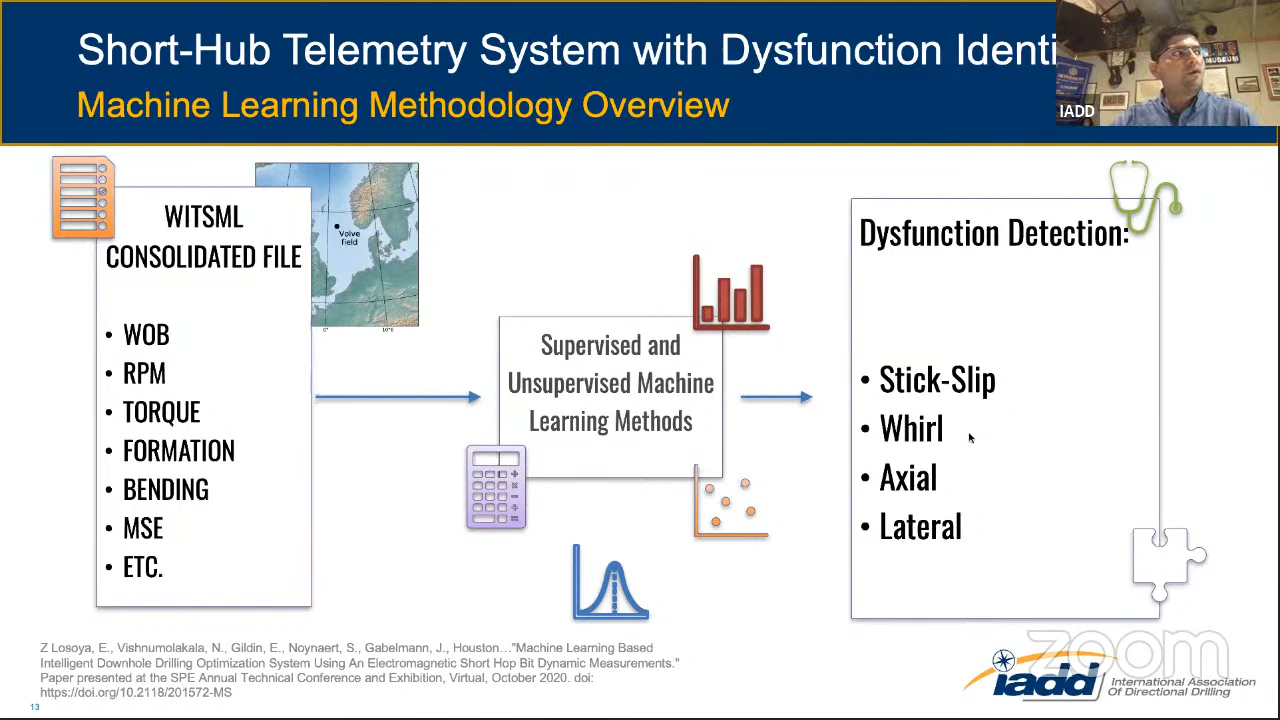 Short-Hub Telemetry System with Dysfunction Identi
Machine Learning Methodology Overview
MUSEUM
IADD
WITSML
CONSOLIDATED FILE
• WOB
• RPM
• TORQUE
• FORMATION
• BENDING
• MSE
• ETC.
Volve
field
0°
10°E
Supervised and
Unsupervised Machine
Learning Methods
Dysfunction Detection:
• Stick-Slip
• Whirl
• Axial
• Lateral
Z Losoya, E., Vishnumolakala, N., Gildin, E., Noynaert, S., Gabelmann, J., Houston…"Machine Learning Based
Intelligent Downhole Drilling Optimization System Using An Electromagnetic Short Hop Bit Dynamic Measurements."
Paper presented at the SPE Annual Technical Conference and Exhibition, Virtual, October 2020. doi:
https://doi.org/10.2118/201572-MS
13
zoom
iadd
International Association
Of Directional Drilling